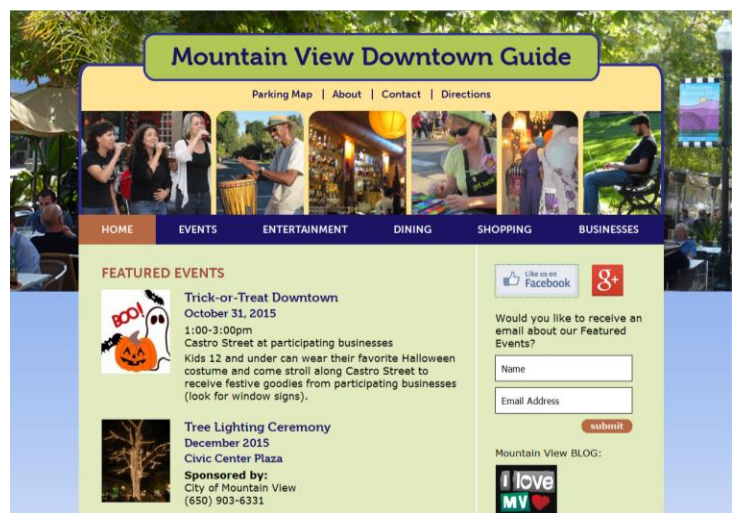 Mountain View Downtown Guide
Parking Map | About | Contact | Directions
HOME EVENTS ENTERTAINMENT DINING SHOPPING BUSINESSES
FEATURED EVENTS
BOO!
Trick-or-Treat Downtown
October 31, 2015
1:00-3:00pm
Castro Street at participating businesses
Kids 12 and under can wear their favorite Halloween
costume and come stroll along Castro Street to
receive festive goodies from participating businesses
(look for window signs).
Tree Lighting Ceremony
December 2015
Civic Center Plaza
Sponsored by:
City of Mountain View
(650) 903-6331
Like us on
Facebook
g+
Would you like to receive an
email about our Featured
Events?
Name
Email Address
submit
Mountain View BLOG:
I love
MV